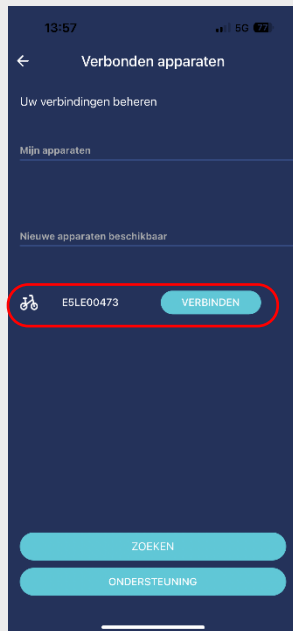 13:57 5G 77
Verbonden apparaten
Uw verbindingen beheren
Mijn apparaten
Nieuwe apparaten beschikbaar
E5LE00473 VERBINDEN
ZOEKEN
ONDERSTEUNING